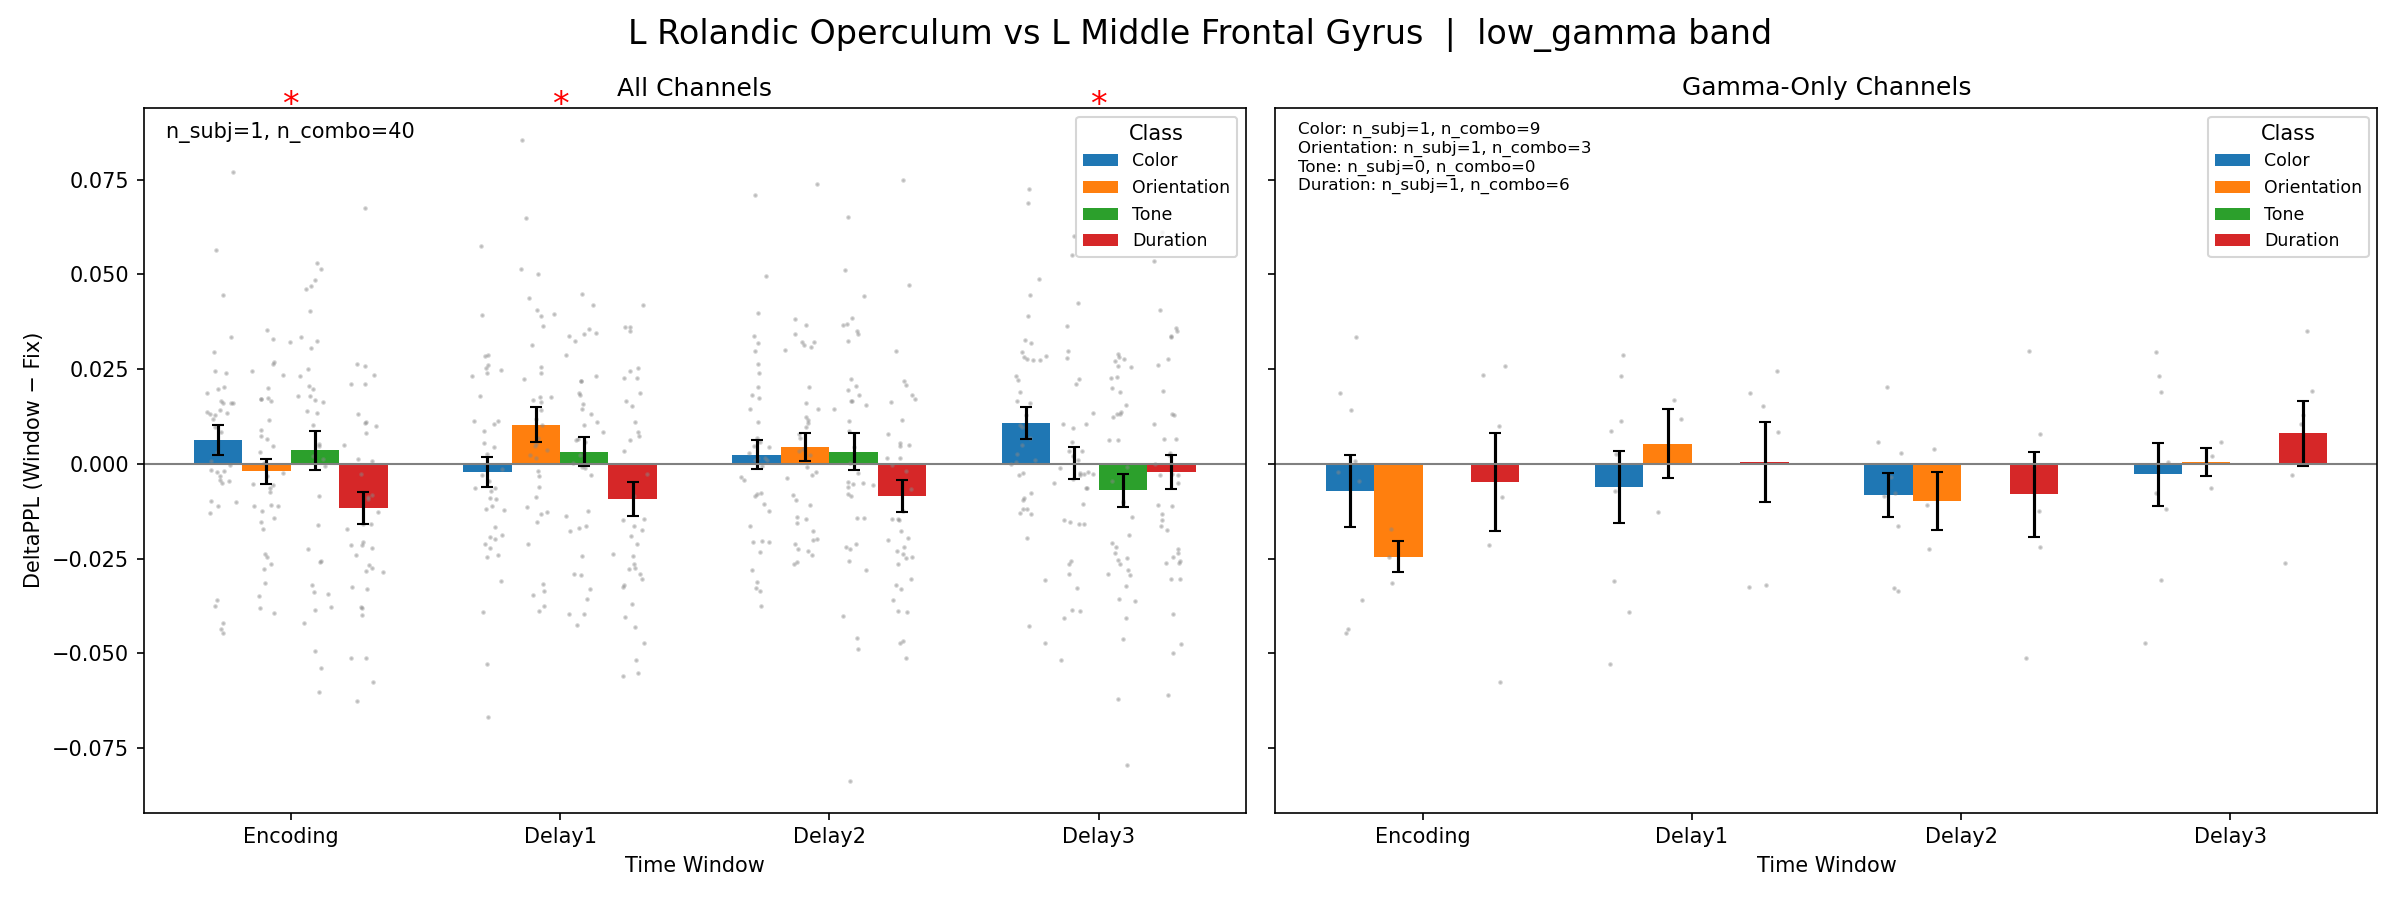 L Rolandic Operculum vs L Middle Frontal Gyrus | low_gamma band
All Channels
* * *
n_subj=1, n_combo=40
Class
Color
Orientation
Tone
Duration
0.075
0.050
0.025
0.000
−0.025
−0.050
−0.075
DeltaPPL (Window − Fix)
Encoding Delay1 Delay2 Delay3
Time Window
Gamma-Only Channels
Color: n_subj=1, n_combo=9
Orientation: n_subj=1, n_combo=3
Tone: n_subj=0, n_combo=0
Duration: n_subj=1, n_combo=6
Class
Color
Orientation
Tone
Duration
Encoding Delay1 Delay2 Delay3
Time Window